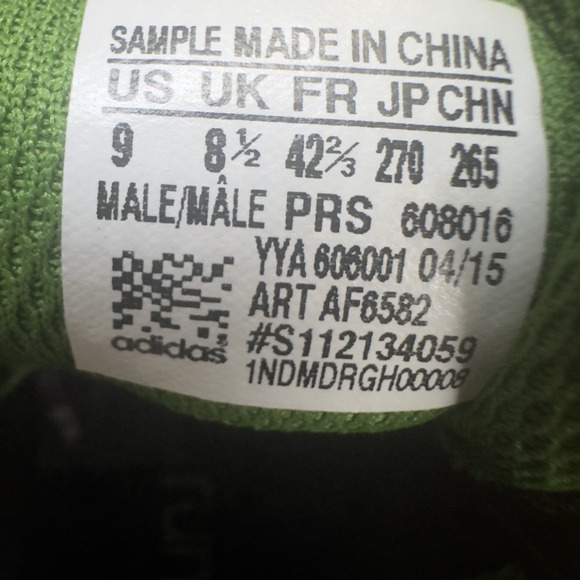 SAMPLE MADE IN CHINA
US UK FR JP CHN
9 8½ 42⅔ 270 265
MALE/MÂLE PRS 608016
YYA 606001 04/15
ART AF6582
#S112134059
1NDMDRGH00008
adidas
run